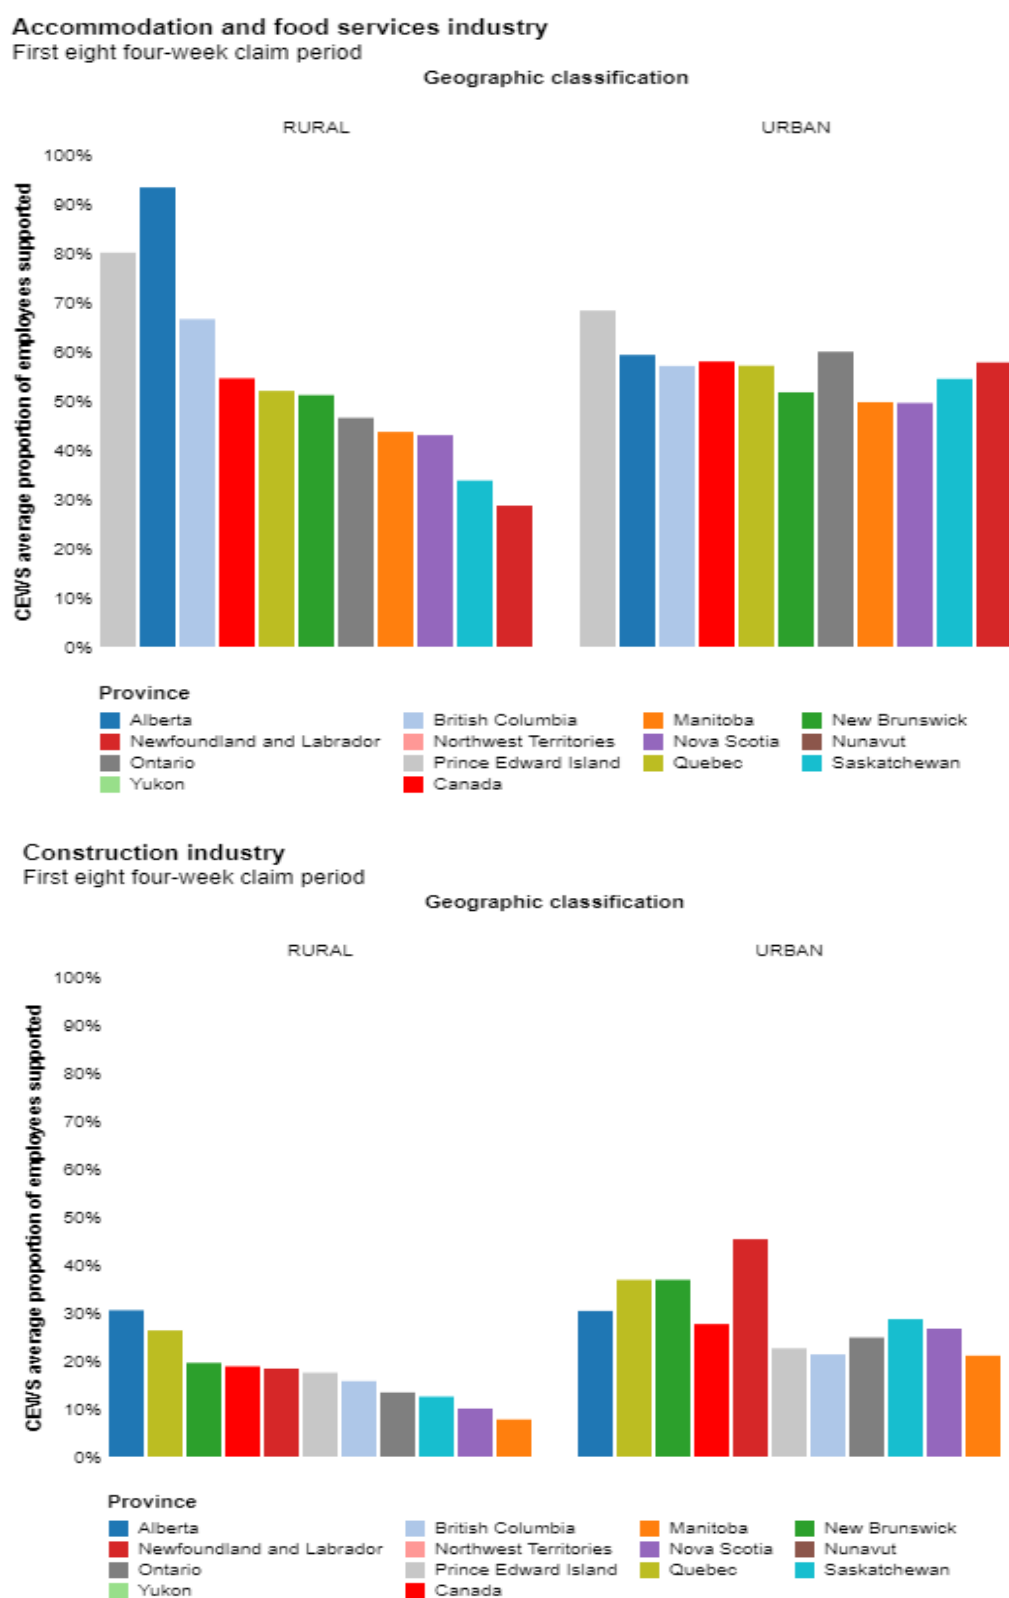 Accommodation and food services industry
First eight four-week claim period
Geographic classification
RURAL URBAN
CEWS average proportion of employees supported
100%
90%
80%
70%
60%
50%
40%
30%
20%
10%
0%
Province
Alberta British Columbia Manitoba New Brunswick
Newfoundland and Labrador Northwest Territories Nova Scotia Nunavut
Ontario Prince Edward Island Quebec Saskatchewan
Yukon Canada
Construction industry
First eight four-week claim period
Geographic classification
RURAL URBAN
CEWS average proportion of employees supported
100%
90%
80%
70%
60%
50%
40%
30%
20%
10%
0%
Province
Alberta British Columbia Manitoba New Brunswick
Newfoundland and Labrador Northwest Territories Nova Scotia Nunavut
Ontario Prince Edward Island Quebec Saskatchewan
Yukon Canada